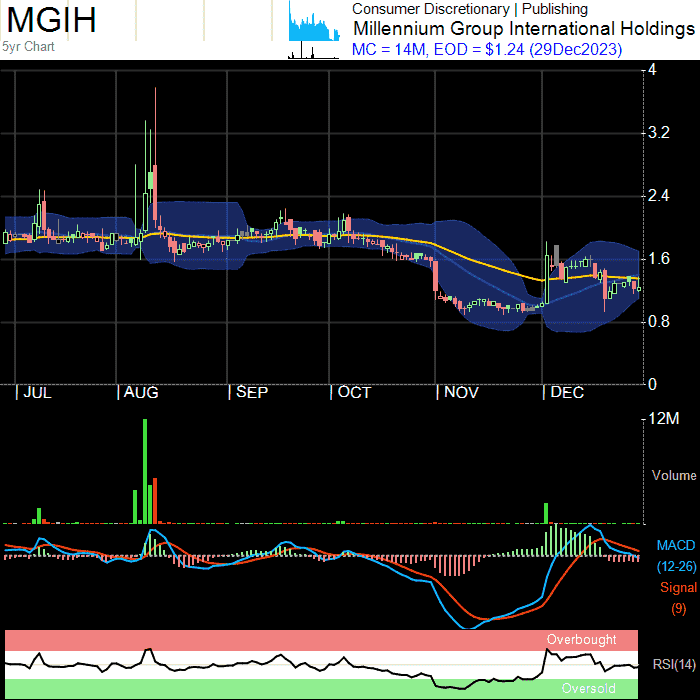 MGIH
5yr Chart
Consumer Discretionary | Publishing
Millennium Group International Holdings
MC = 14M, EOD = $1.24 (29Dec2023)
4
3.2
2.4
1.6
0.8
0
JUL AUG SEP OCT NOV DEC
12M
Volume
MACD
(12-26)
Signal
(9)
Overbought
RSI(14)
Oversold